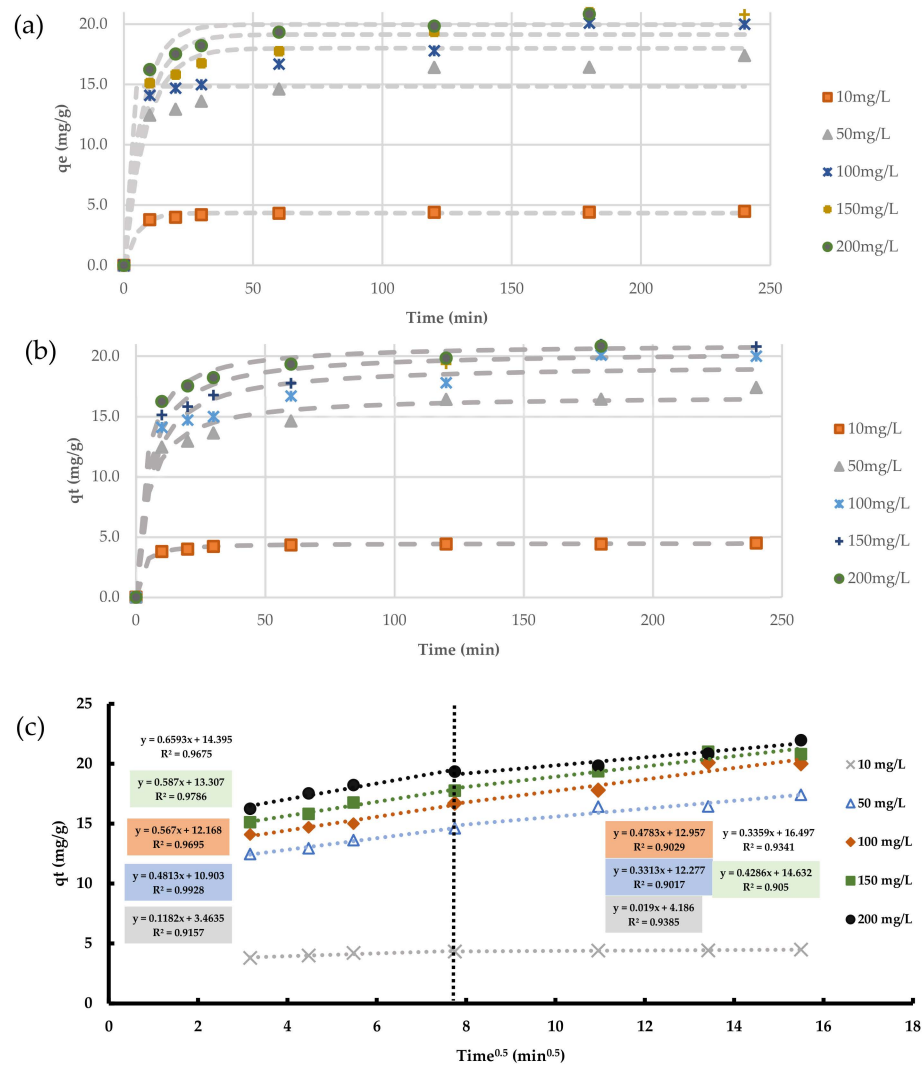 (a)
20.0
15.0
10.0
5.0
0.0
qe (mg/g)
0 50 100 150 200 250
Time (min)
10mg/L
50mg/L
100mg/L
150mg/L
200mg/L
(b)
20.0
15.0
10.0
5.0
0.0
qt (mg/g)
0 50 100 150 200 250
Time (min)
10mg/L
50mg/L
100mg/L
150mg/L
200mg/L
(c)
25
20
15
10
5
0
qt (mg/g)
y = 0.6593x + 14.395
R² = 0.9675
y = 0.587x + 13.307
R² = 0.9786
y = 0.567x + 12.168
R² = 0.9695
y = 0.4813x + 10.903
R² = 0.9928
y = 0.1182x + 3.4635
R² = 0.9157
y = 0.4783x + 12.957
R² = 0.9029
y = 0.3313x + 12.277
R² = 0.9017
y = 0.019x + 4.186
R² = 0.9385
y = 0.3359x + 16.497
R² = 0.9341
y = 0.4286x + 14.632
R² = 0.905
0 2 4 6 8 10 12 14 16 18
Time⁰·⁵ (min⁰·⁵)
10 mg/L
50 mg/L
100 mg/L
150 mg/L
200 mg/L